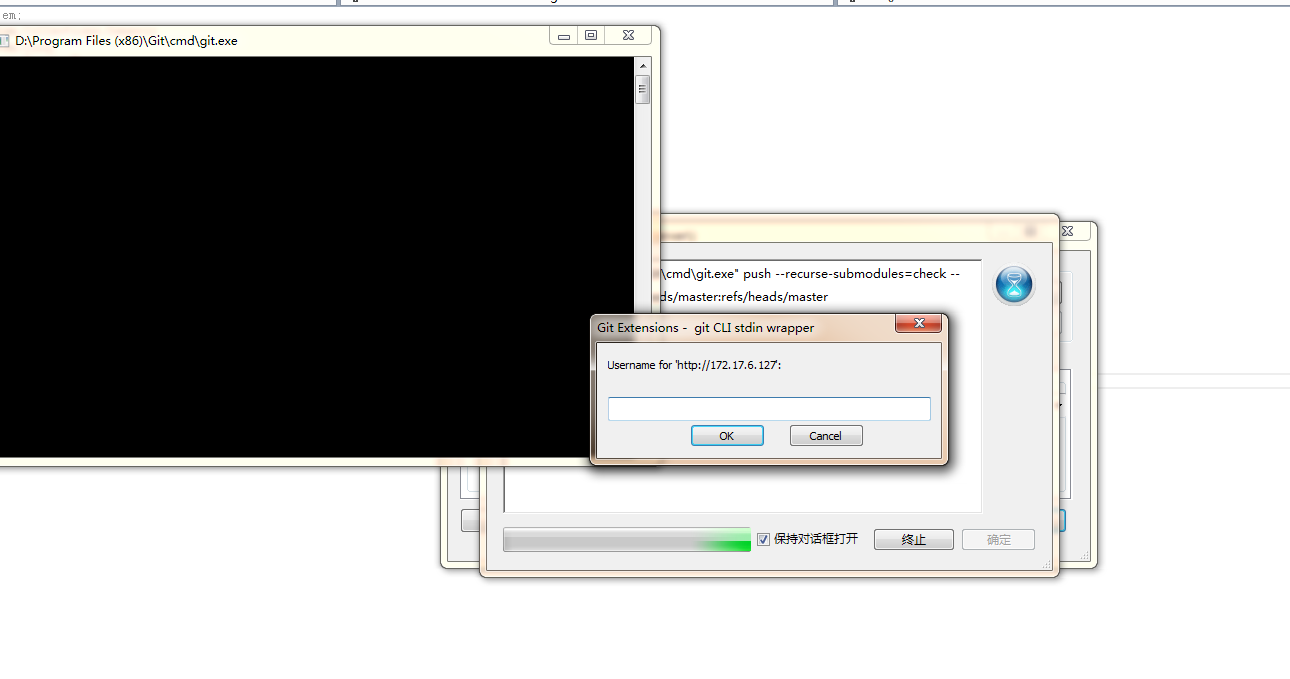 em;
D:\Program Files (x86)\Git\cmd\git.exe
\cmd\git.exe" push --recurse-submodules=check --
ds/master:refs/heads/master
Git Extensions - git CLI stdin wrapper
Username for 'http://172.17.6.127':
OK
Cancel
保持对话框打开
终止
确定